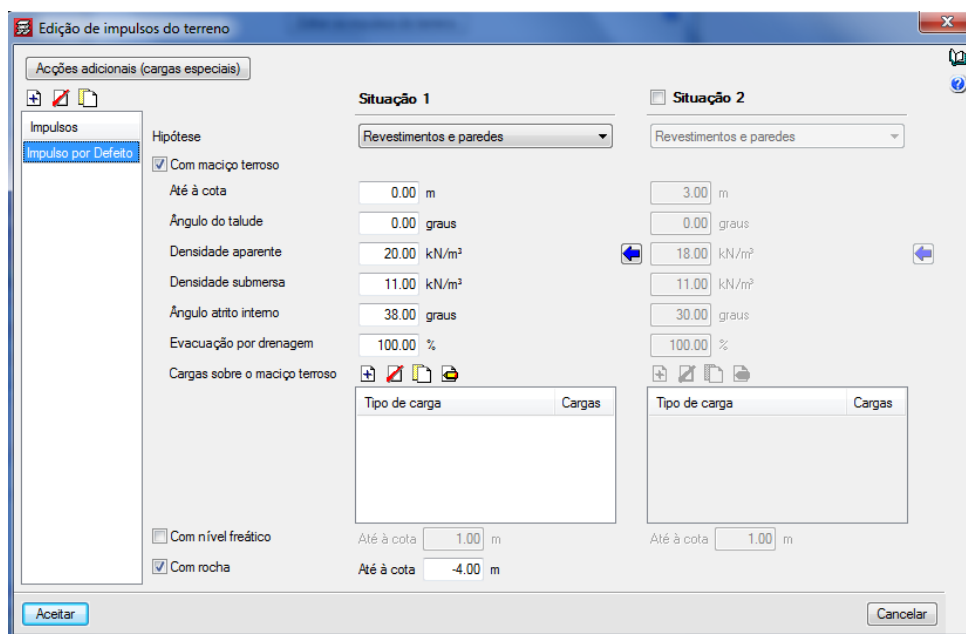 Edição de impulsos do terreno
Acções adicionais (cargas especiais)
Situação 1
Situação 2
Impulsos
Impulso por Defeito
Hipótese
Revestimentos e paredes
Revestimentos e paredes
Com maciço terroso
Até à cota
0.00 m
3.00 m
Ângulo do talude
0.00 graus
0.00 graus
Densidade aparente
20.00 kN/m³
18.00 kN/m³
Densidade submersa
11.00 kN/m³
11.00 kN/m³
Ângulo atrito interno
38.00 graus
30.00 graus
Evacuação por drenagem
100.00 %
100.00 %
Cargas sobre o maciço terroso
Tipo de carga Cargas
Tipo de carga Cargas
Com nível freático
Até à cota 1.00 m
Até à cota 1.00 m
Com rocha
Até à cota -4.00 m
Aceitar
Cancelar